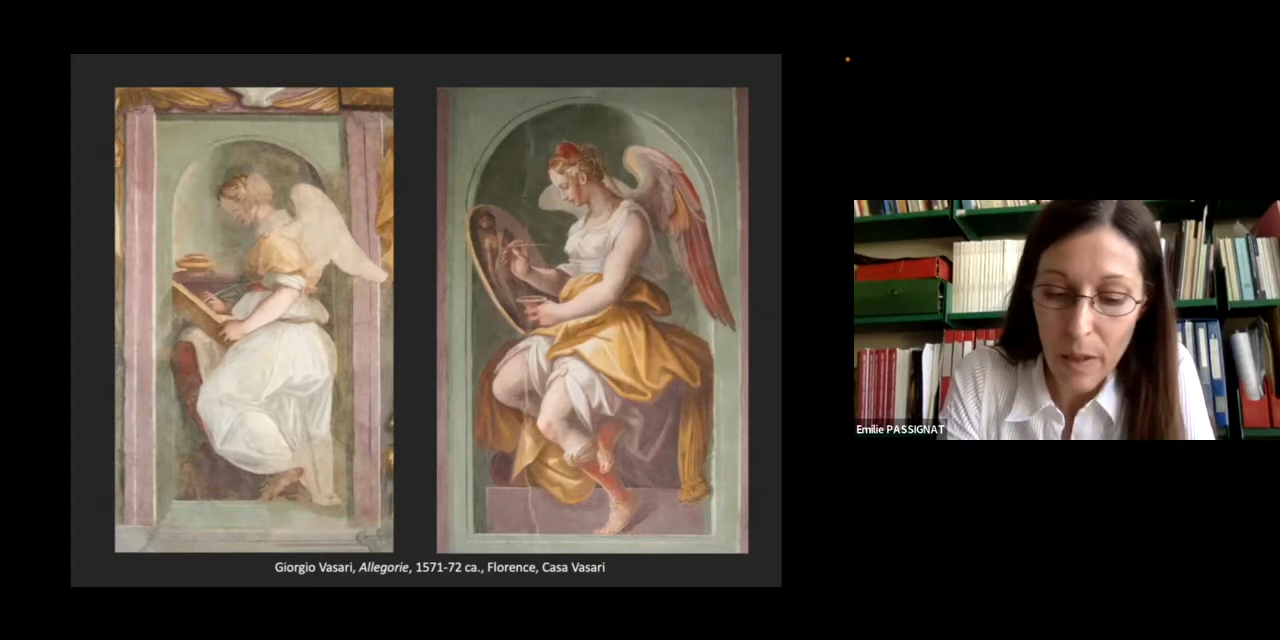 Giorgio Vasari, Allegorie, 1571-72 ca., Florence, Casa Vasari
Emilie PASSIGNAT